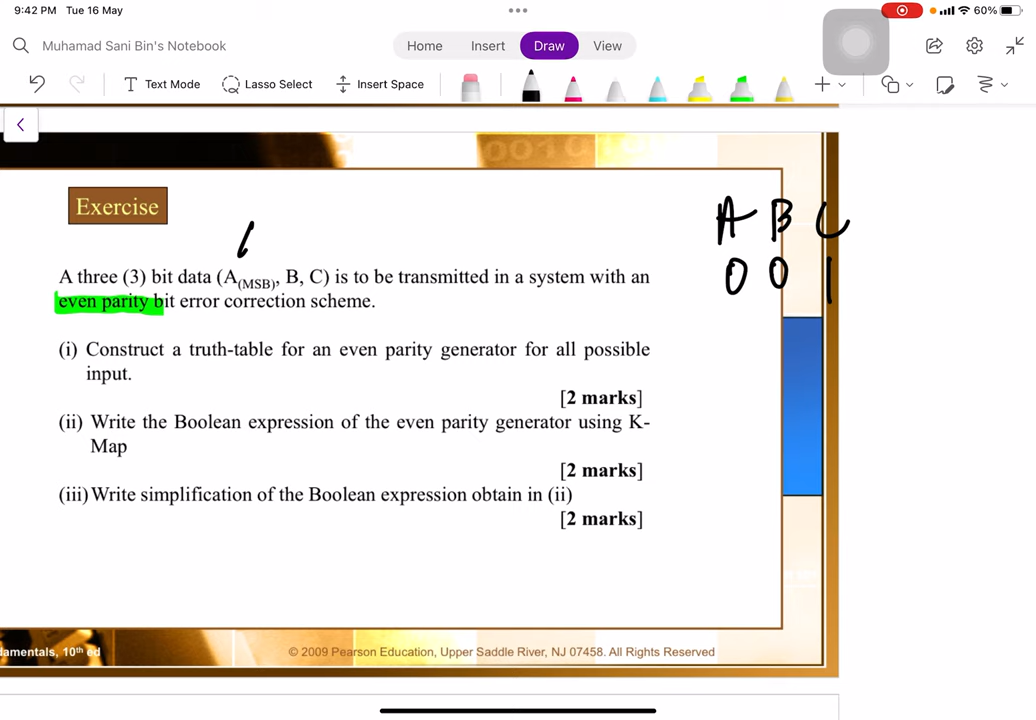 9:42 PM Tue 16 May
60%
Muhamad Sani Bin's Notebook
Home Insert Draw View
Text Mode Lasso Select Insert Space
001
Exercise
A B C
0 0 1
A three (3) bit data (A(MSB), B, C) is to be transmitted in a system with an
even parity bit error correction scheme.
(i) Construct a truth-table for an even parity generator for all possible
input.
[2 marks]
(ii) Write the Boolean expression of the even parity generator using K-
Map
[2 marks]
(iii) Write simplification of the Boolean expression obtain in (ii)
[2 marks]
damentals, 10th ed
© 2009 Pearson Education, Upper Saddle River, NJ 07458. All Rights Reserved